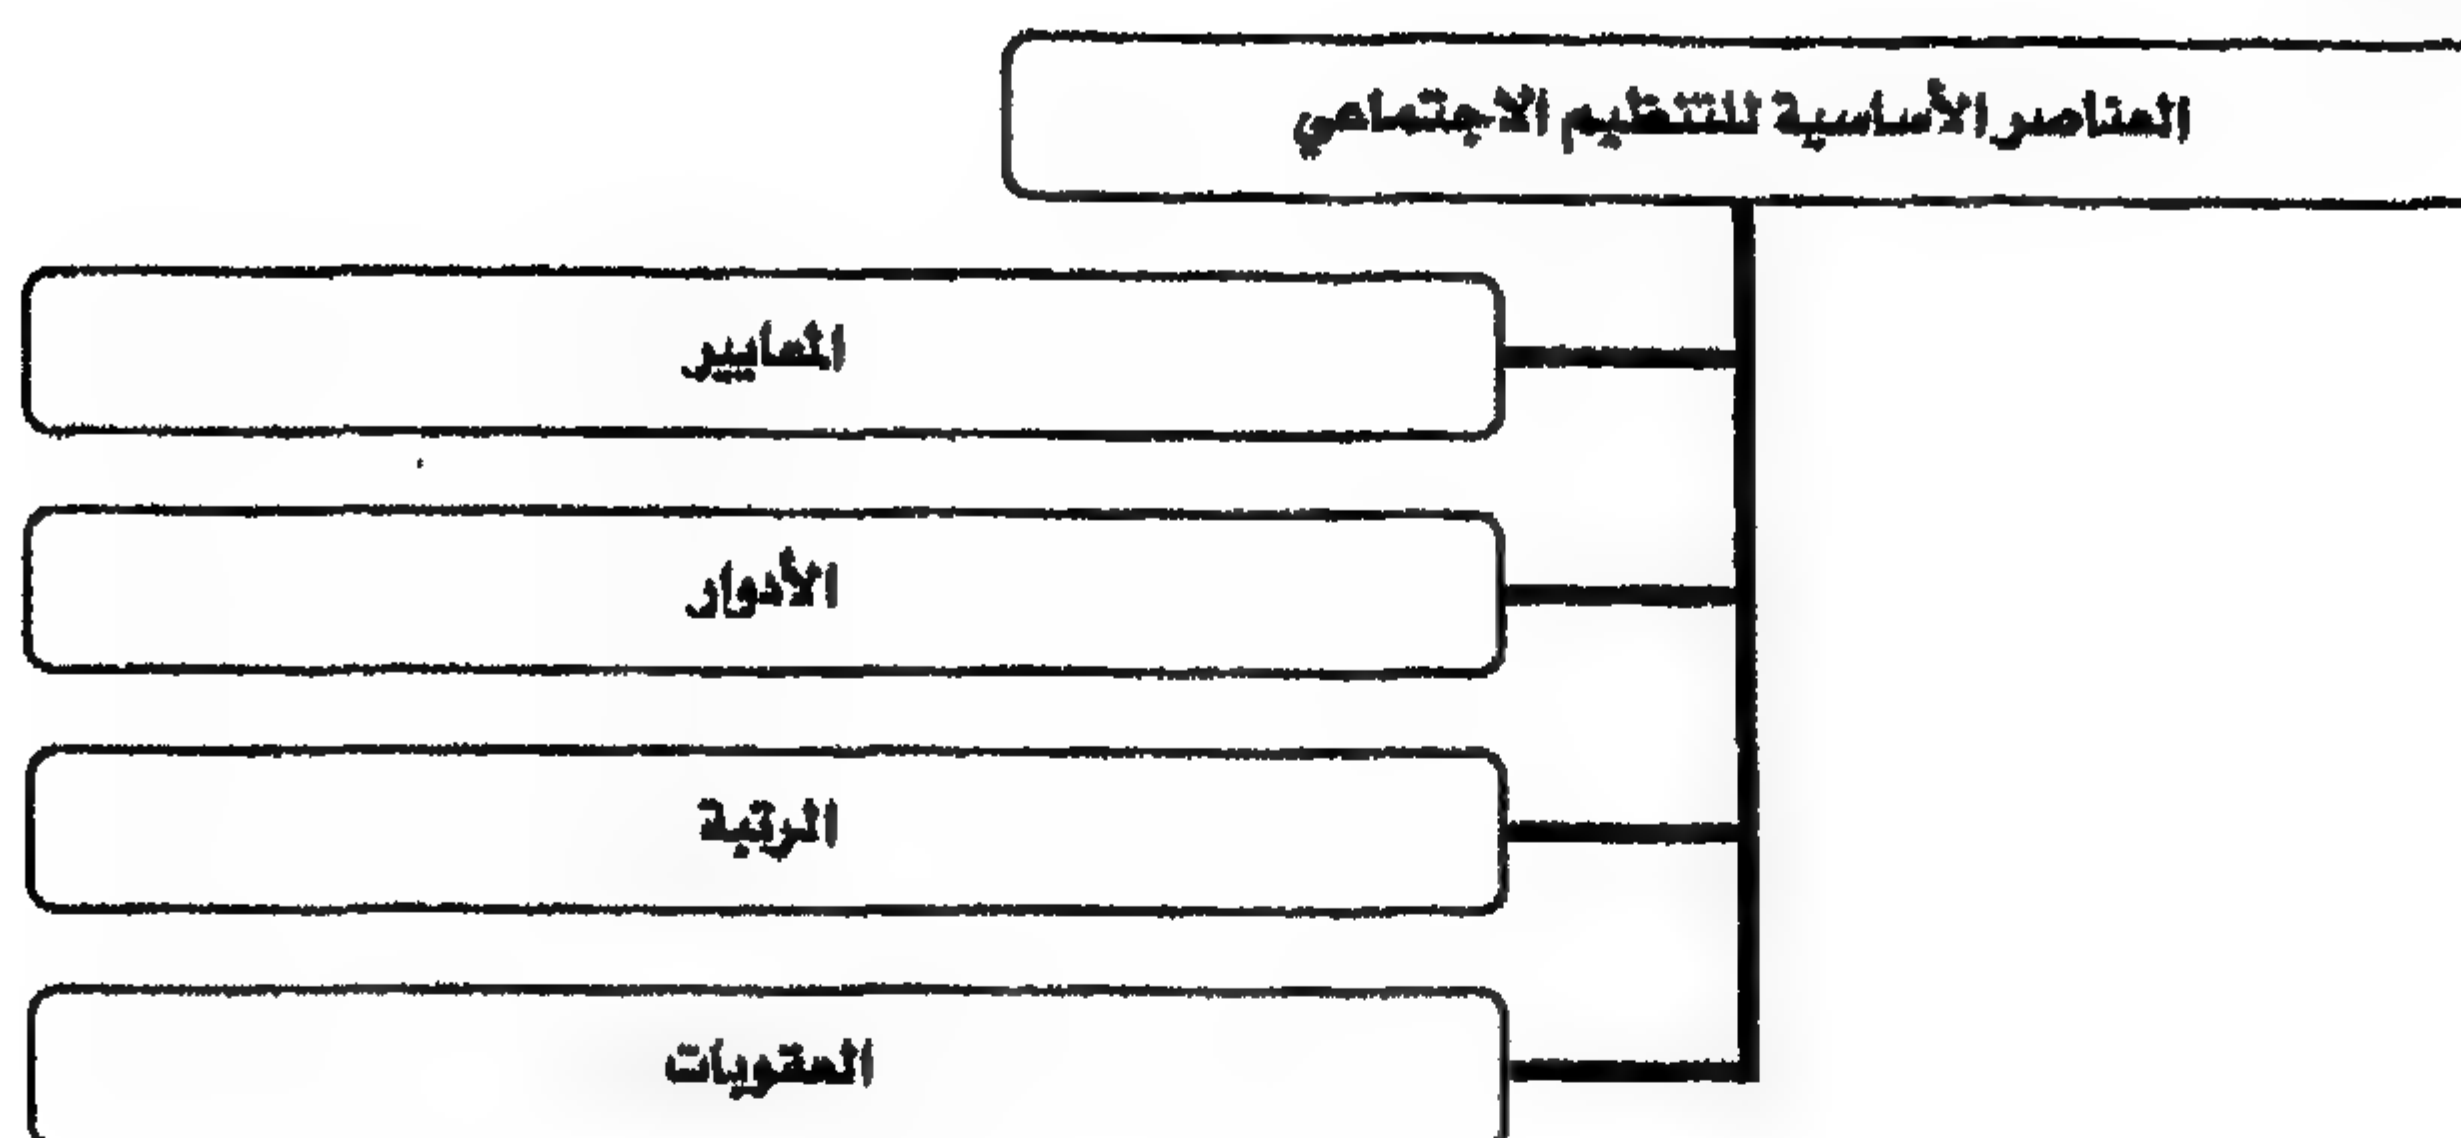 العناصر الأساسية للتنظيم الاجتماعي
المعايير
الأدوار
الرتبة
العقوبات